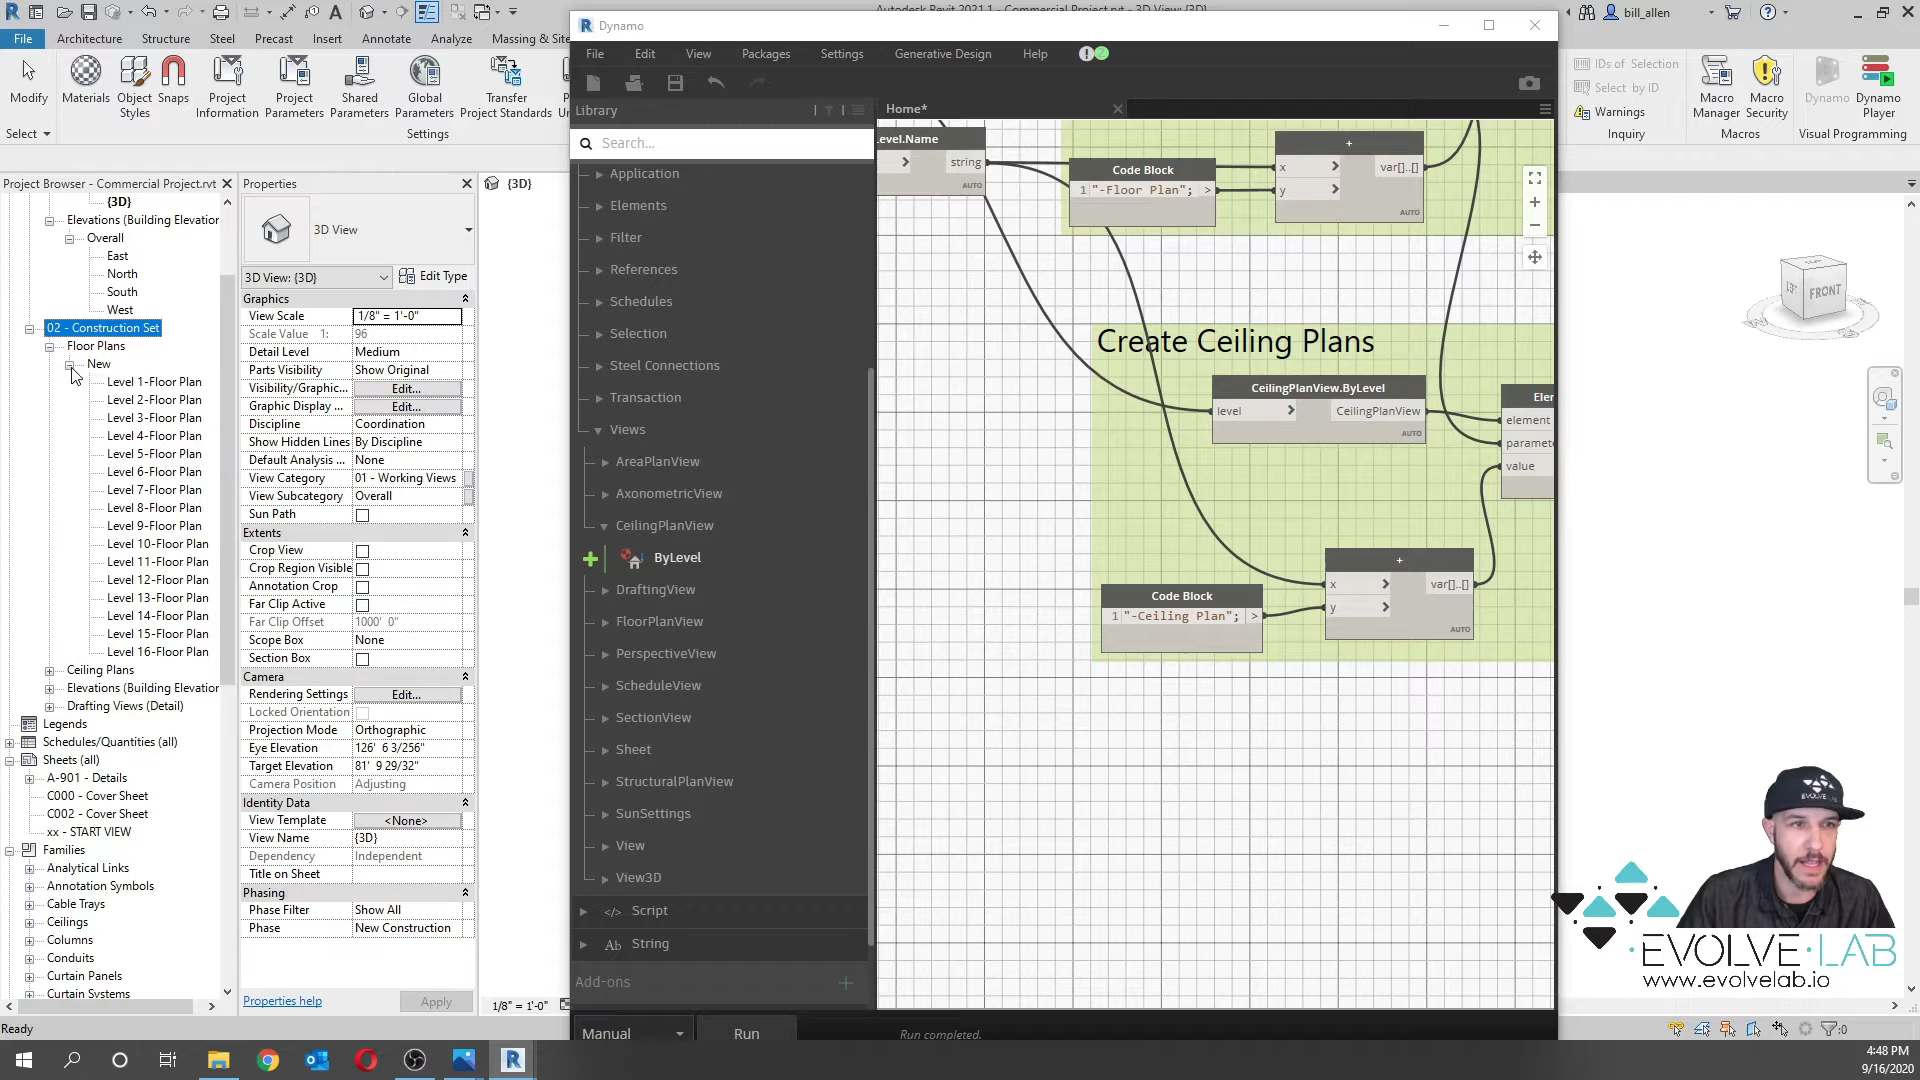 Autodesk Revit 2021.1 - Commercial Project.rvt - 3D View: {3D}
bill_allen
File
Architecture
Structure
Steel
Precast
Insert
Annotate
Analyze
Massing & Site
Modify
Materials
Object
Styles
Snaps
Project
Information
Project
Parameters
Shared
Parameters
Global
Parameters
Transfer
Project Standards
Select
Settings
IDs of Selection
Select by ID
Warnings
Inquiry
Macro
Manager
Macro
Security
Macros
Dynamo
Dynamo
Player
Visual Programming
Project Browser - Commercial Project.rvt
{3D}
Elevations (Building Elevation
Overall
East
North
South
West
02 - Construction Set
Floor Plans
New
Level 1-Floor Plan
Level 2-Floor Plan
Level 3-Floor Plan
Level 4-Floor Plan
Level 5-Floor Plan
Level 6-Floor Plan
Level 7-Floor Plan
Level 8-Floor Plan
Level 9-Floor Plan
Level 10-Floor Plan
Level 11-Floor Plan
Level 12-Floor Plan
Level 13-Floor Plan
Level 14-Floor Plan
Level 15-Floor Plan
Level 16-Floor Plan
Ceiling Plans
Elevations (Building Elevation
Drafting Views (Detail)
Legends
Schedules/Quantities (all)
Sheets (all)
A-901 - Details
C000 - Cover Sheet
C002 - Cover Sheet
xx - START VIEW
Families
Analytical Links
Annotation Symbols
Cable Trays
Ceilings
Columns
Conduits
Curtain Panels
Curtain Systems
Ready
Properties
3D View
3D View: {3D}
Edit Type
Graphics
View Scale 1/8" = 1'-0"
Scale Value 1: 96
Detail Level Medium
Parts Visibility Show Original
Visibility/Graphic... Edit...
Graphic Display ... Edit...
Discipline Coordination
Show Hidden Lines By Discipline
Default Analysis ... None
View Category 01 - Working Views
View Subcategory Overall
Sun Path
Extents
Crop View
Crop Region Visible
Annotation Crop
Far Clip Active
Far Clip Offset 1000' 0"
Scope Box None
Section Box
Camera
Rendering Settings Edit...
Locked Orientation
Projection Mode Orthographic
Eye Elevation 126' 6 3/256"
Target Elevation 81' 9 29/32"
Camera Position Adjusting
Identity Data
View Template <None>
View Name {3D}
Dependency Independent
Title on Sheet
Phasing
Phase Filter Show All
Phase New Construction
Properties help
Apply
{3D}
1/8" = 1'-0"
Dynamo
File
Edit
View
Packages
Settings
Generative Design
Help
Library
Search...
Application
Elements
Filter
References
Schedules
Selection
Steel Connections
Transaction
Views
AreaPlanView
AxonometricView
CeilingPlanView
ByLevel
DraftingView
FloorPlanView
PerspectiveView
ScheduleView
SectionView
Sheet
StructuralPlanView
SunSettings
View
View3D
Script
Ab String
Add-ons
Manual
Run
Run completed.
Home*
Level.Name
> string
AUTO
Code Block
1 "-Floor Plan"; >
+
x > var[]..[]
y >
AUTO
Create Ceiling Plans
CeilingPlanView.ByLevel
level > CeilingPlanView
AUTO
element
value
Code Block
1 "-Ceiling Plan"; >
+
x > var[]..[]
y >
AUTO
FRONT
EVOLVE LAB
EVOLVE·LAB
www.evolvelab.io
:0
4:48 PM
9/16/2020